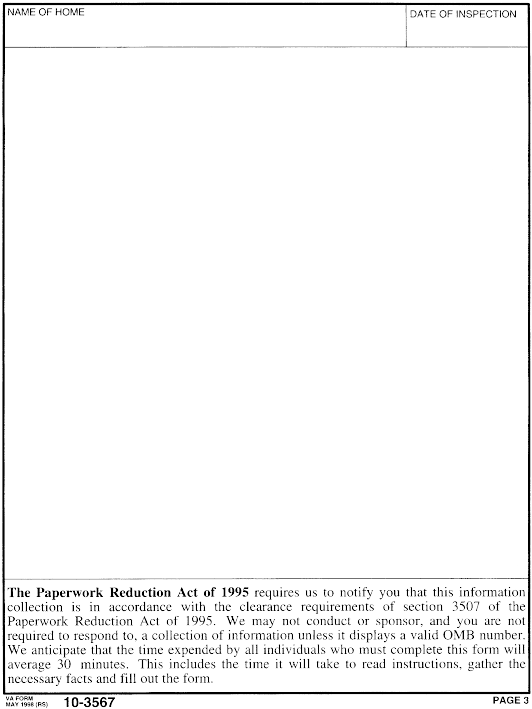 NAME OF HOME
DATE OF INSPECTION
The Paperwork Reduction Act of 1995 requires us to notify you that this information
collection is in accordance with the clearance requirements of section 3507 of the
Paperwork Reduction Act of 1995. We may not conduct or sponsor, and you are not
required to respond to, a collection of information unless it displays a valid OMB number.
We anticipate that the time expended by all individuals who must complete this form will
average 30 minutes. This includes the time it will take to read instructions, gather the
necessary facts and fill out the form.
VA FORM
MAY 1998 (RS) 10-3567 PAGE 3